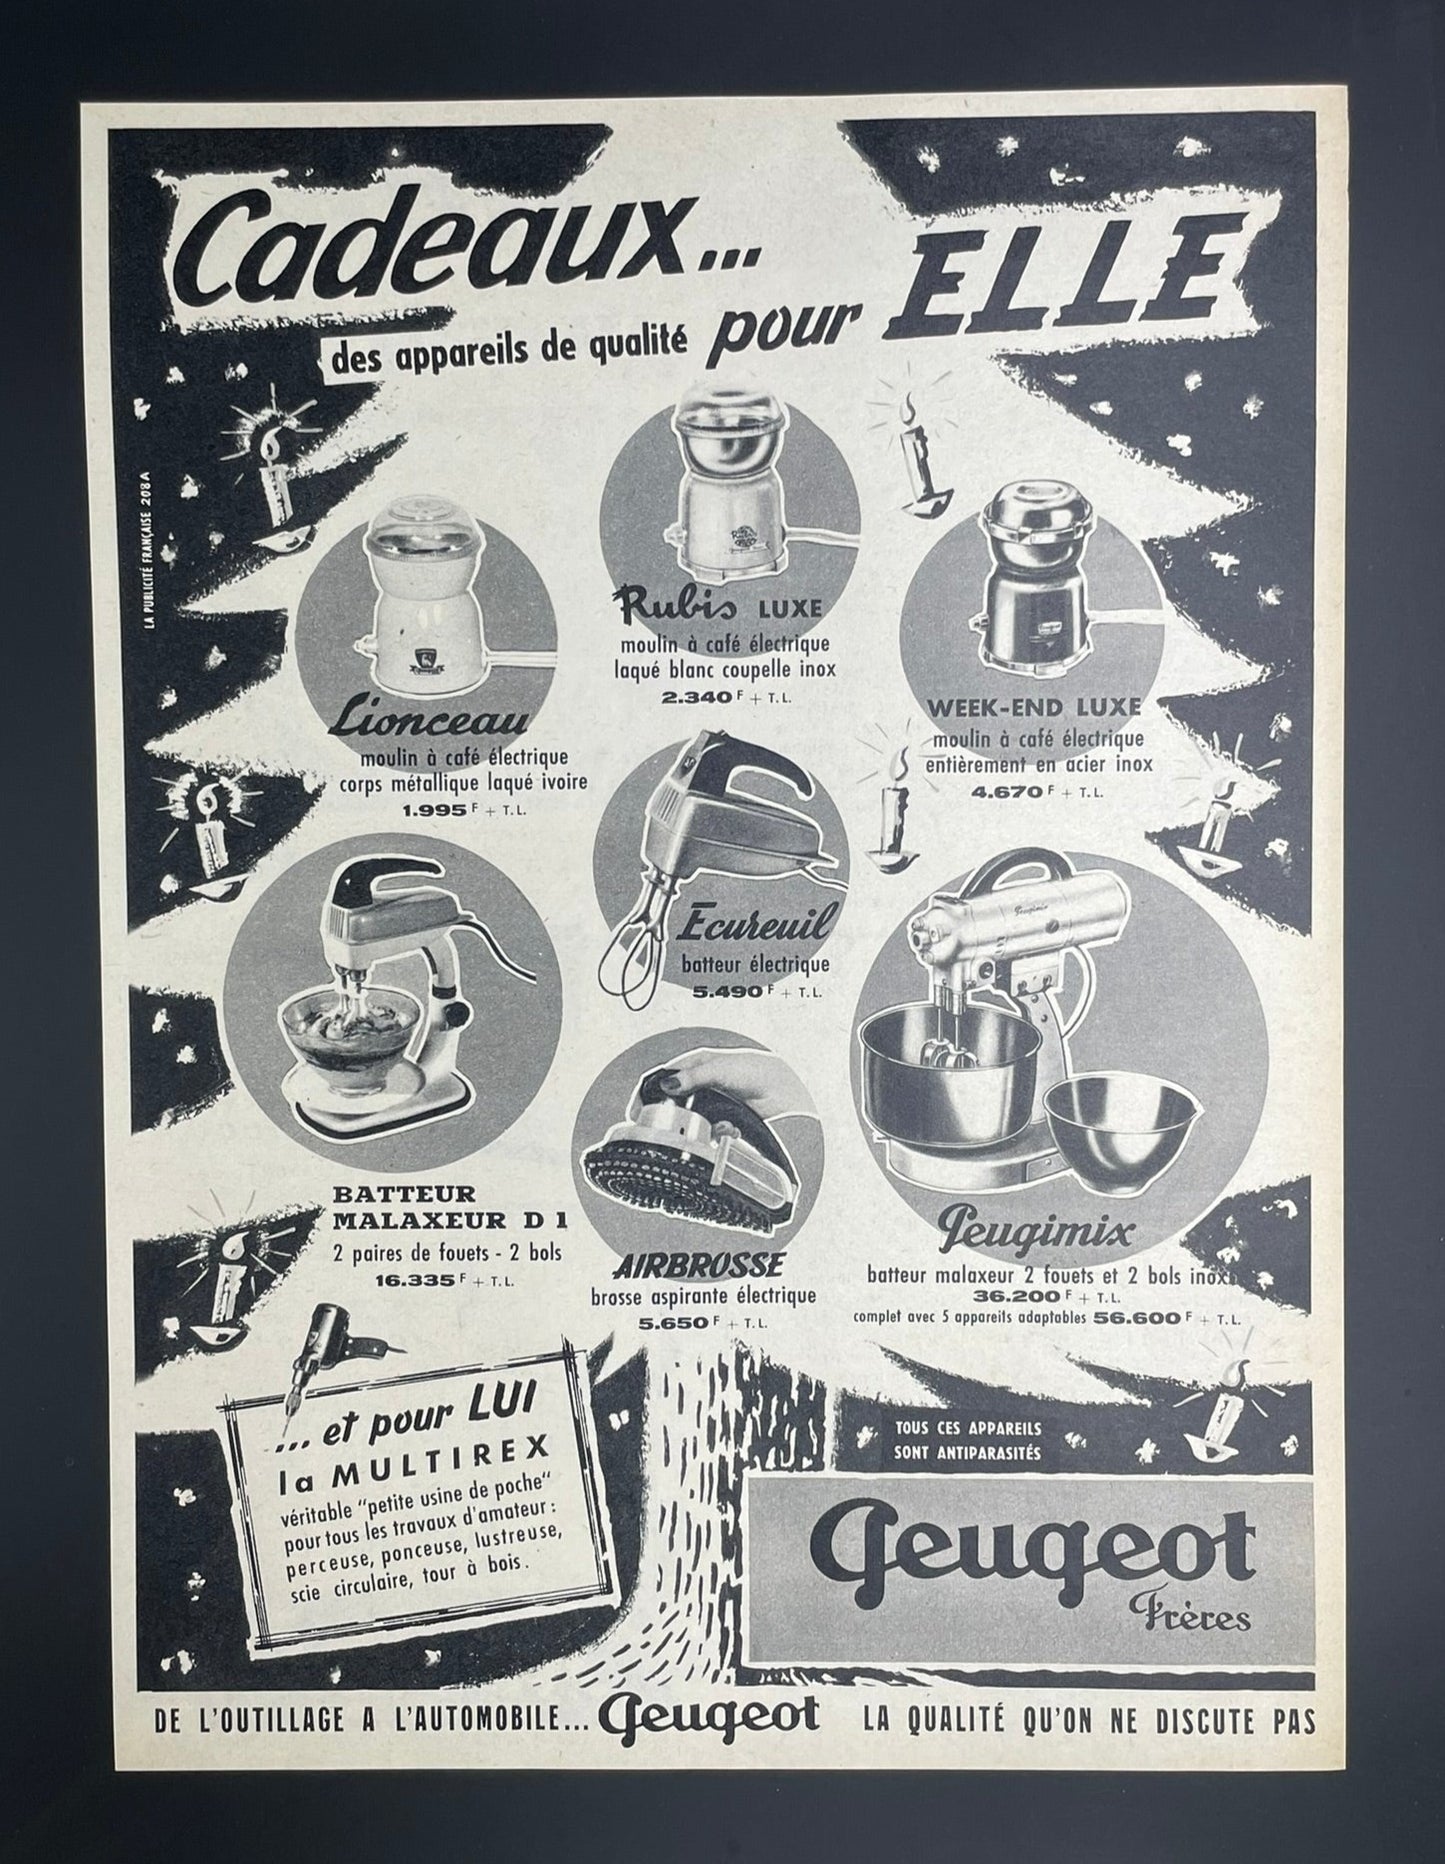 Cadeaux...
des appareils de qualité pour ELLE
LA PUBLICITÉ FRANÇAISE 208A
Rubis LUXE
moulin à café électrique
laqué blanc coupelle inox
2.340 F + T.L.
Lionceau
moulin à café électrique
corps métallique laqué ivoire
1.995 F + T.L.
WEEK-END LUXE
moulin à café électrique
entièrement en acier inox
4.670 F + T.L.
Ecureuil
batteur électrique
5.490 F + T.L.
Peugimix
BATTEUR
MALAXEUR D 1
2 paires de fouets - 2 bols
16.335 F + T.L.
AIRBROSSE
brosse aspirante électrique
5.650 F + T.L.
Peugimix
batteur malaxeur 2 fouets et 2 bols inox
36.200 F + T.L.
complet avec 5 appareils adaptables 56.600 F + T.L.
... et pour LUI
la MULTIREX
véritable "petite usine de poche"
pour tous les travaux d'amateur :
perceuse, ponceuse, lustreuse,
scie circulaire, tour à bois.
TOUS CES APPAREILS
SONT ANTIPARASITÉS
Peugeot
Frères
DE L'OUTILLAGE A L'AUTOMOBILE... Peugeot LA QUALITÉ QU'ON NE DISCUTE PAS